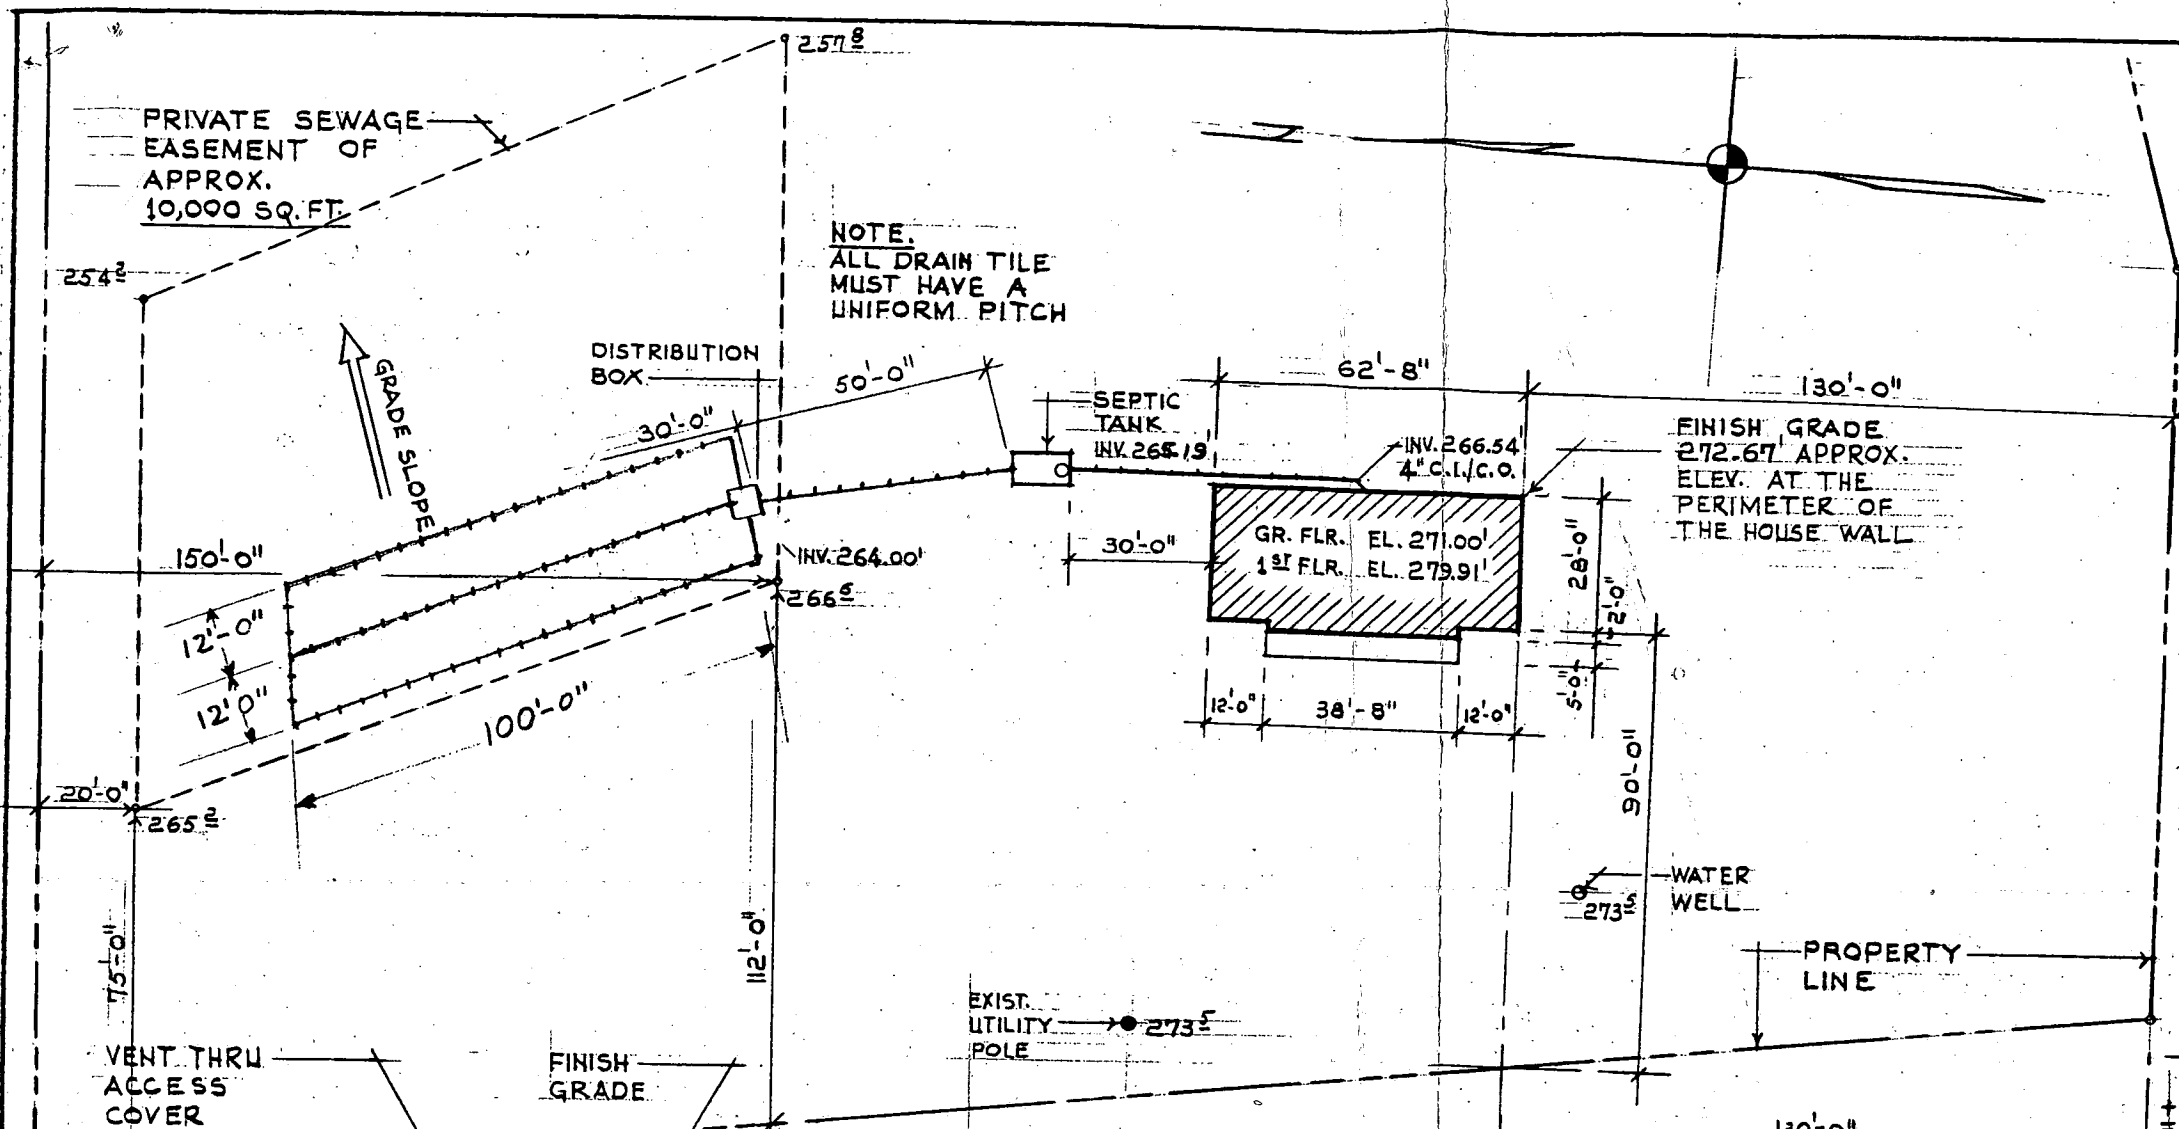 257 8
PRIVATE SEWAGE
EASEMENT OF
APPROX.
10,000 SQ. FT.
254 2
NOTE.
ALL DRAIN TILE
MUST HAVE A
UNIFORM PITCH
GRADE SLOPE
DISTRIBUTION
BOX
50'-0"
30'-0"
SEPTIC
TANK
INV. 265.19'
62'-8"
130'-0"
INV. 266.54'
4" C.I./C.O.
FINISH GRADE
272.67' APPROX.
ELEV. AT THE
PERIMETER OF
THE HOUSE WALL
GR. FLR. EL. 271.00'
1ST FLR. EL. 279.91'
150'-0"
INV. 264.00'
266 6
30'-0"
28'-0"
2'-0"
5'-0"
12'-0"
12'0"
100'-0"
12'-0"
38'-8"
12'-0"
90'-0"
20'-0"
265 2
75'-0"
112'-0"
WATER
WELL
273 5
PROPERTY
LINE
EXIST.
UTILITY
POLE
273 5
VENT THRU
ACCESS
COVER
FINISH
GRADE